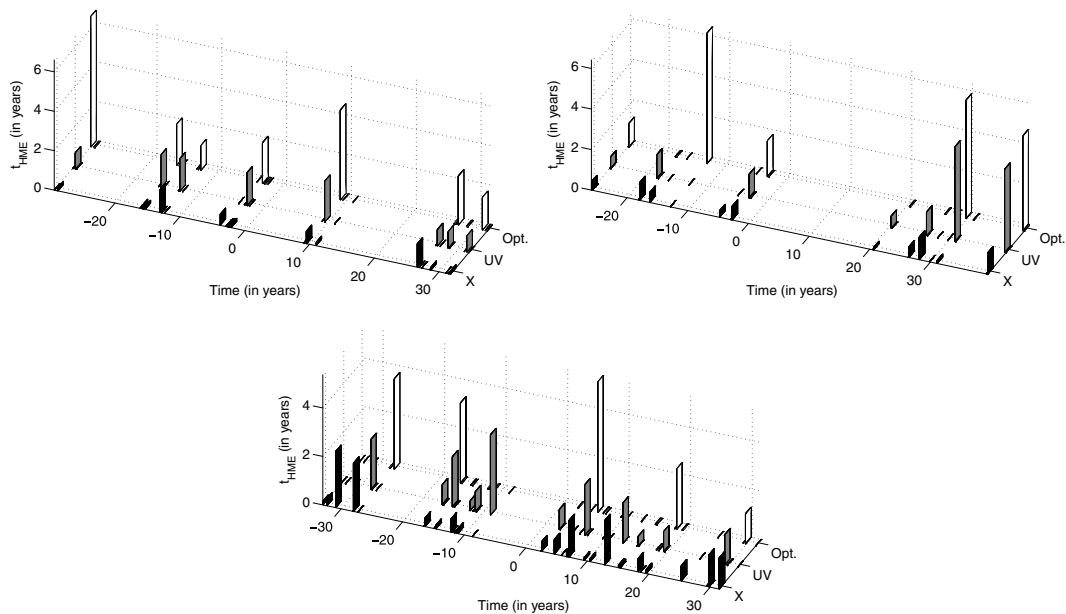 6
4
2
0
t_HME (in years)
−20
−10
0
10
20
30
Time (in years)
X
UV
Opt.
6
4
2
0
t_HME (in years)
−20
−10
0
10
20
30
Time (in years)
X
UV
Opt.
4
2
0
t_HME (in years)
−30
−20
−10
0
10
20
30
Time (in years)
X
UV
Opt.